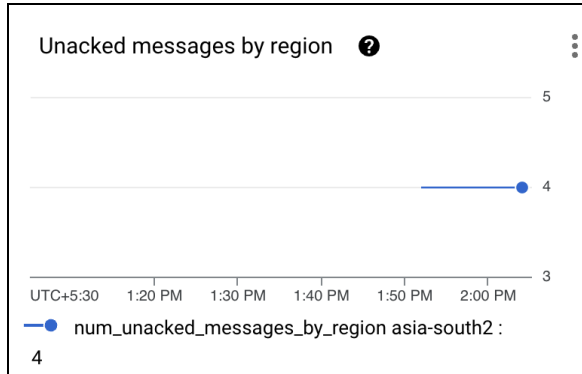 Unacked messages by region ?
5
4
3
UTC+5:30 1:20 PM 1:30 PM 1:40 PM 1:50 PM 2:00 PM
num_unacked_messages_by_region asia-south2 :
4